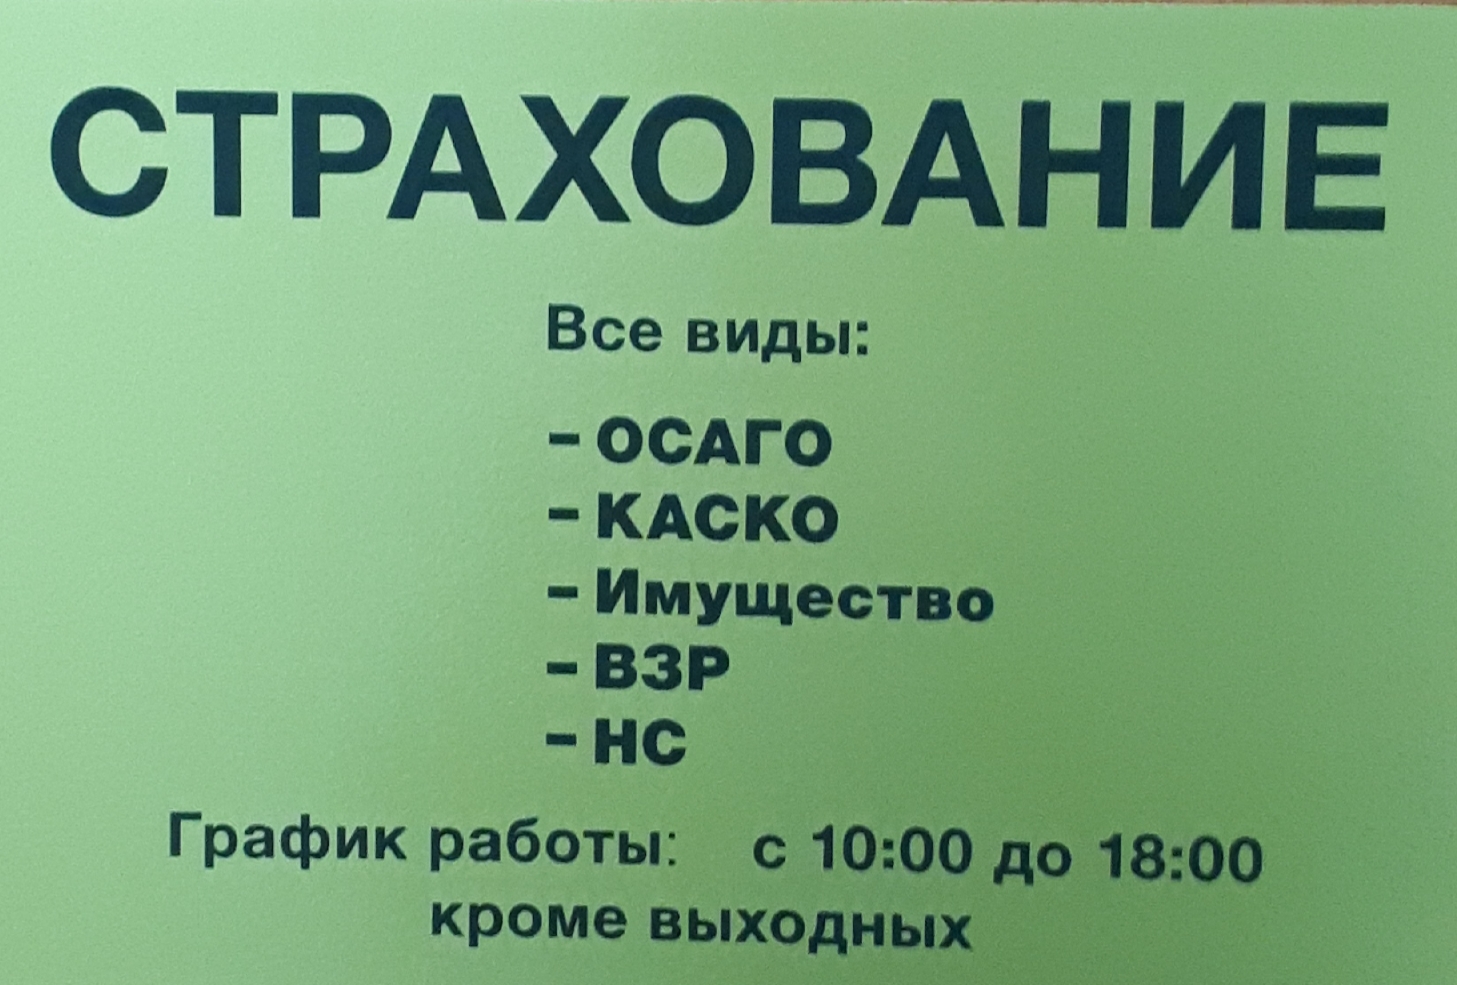 СТРАХОВАНИЕ
Все виды:
– ОСАГО
– КАСКО
– Имущество
– ВЗР
– НС
График работы: с 10:00 до 18:00
кроме выходных